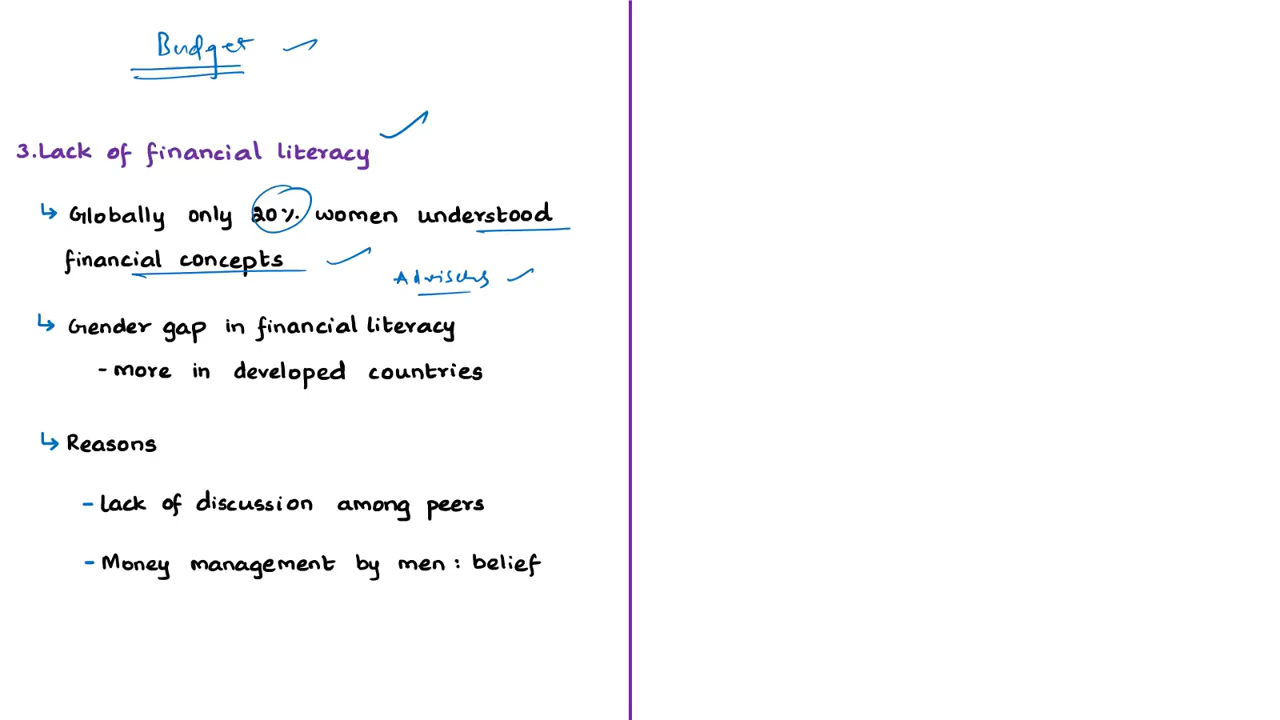 Budget
3.Lack of financial literacy
↳ Globally only 20% women understood
financial concepts
Advisers
↳ Gender gap in financial literacy
- more in developed countries
↳ Reasons
- Lack of discussion among peers
- Money management by men : belief